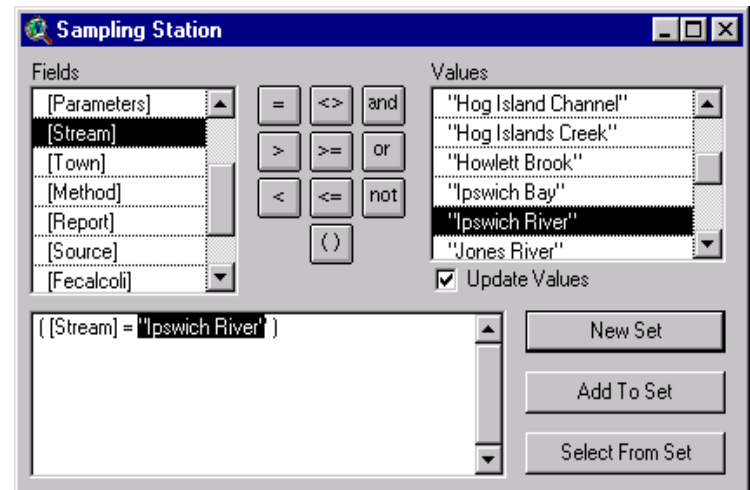 Sampling Station
Fields
Values
[Parameters]
[Stream]
[Town]
[Method]
[Report]
[Source]
[Fecalcoli]
= <> and
> >= or
< <= not
( )
"Hog Island Channel"
"Hog Islands Creek"
"Howlett Brook"
"Ipswich Bay"
"Ipswich River"
"Jones River"
Update Values
( [Stream] = "Ipswich River" )
New Set
Add To Set
Select From Set